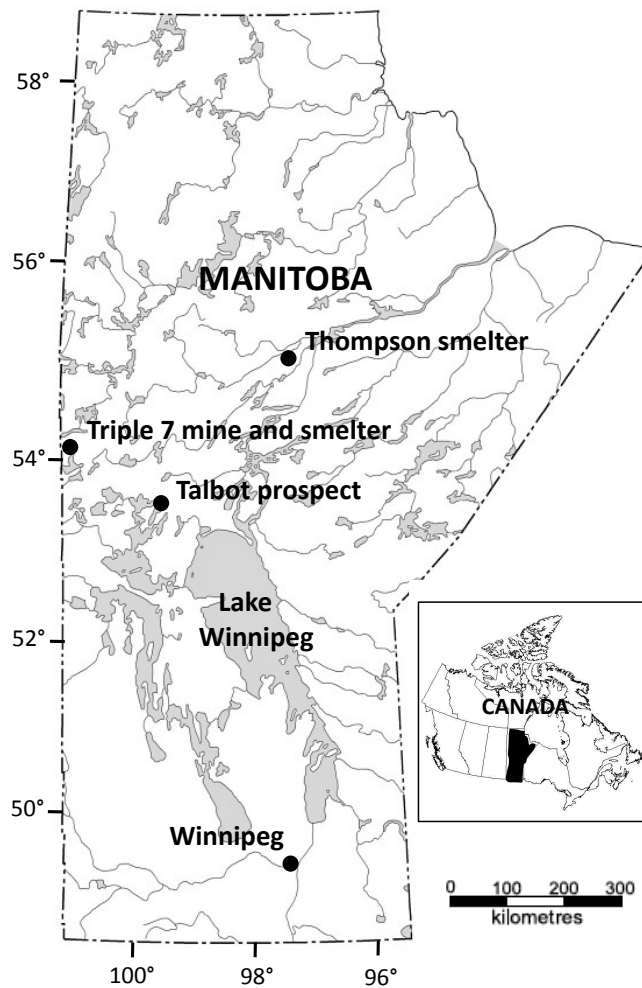 58°
56°
MANITOBA
Thompson smelter
Triple 7 mine and smelter
54°
Talbot prospect
Lake
Winnipeg
52°
CANADA
50°
Winnipeg
0 100 200 300
kilometres
100° 98° 96°